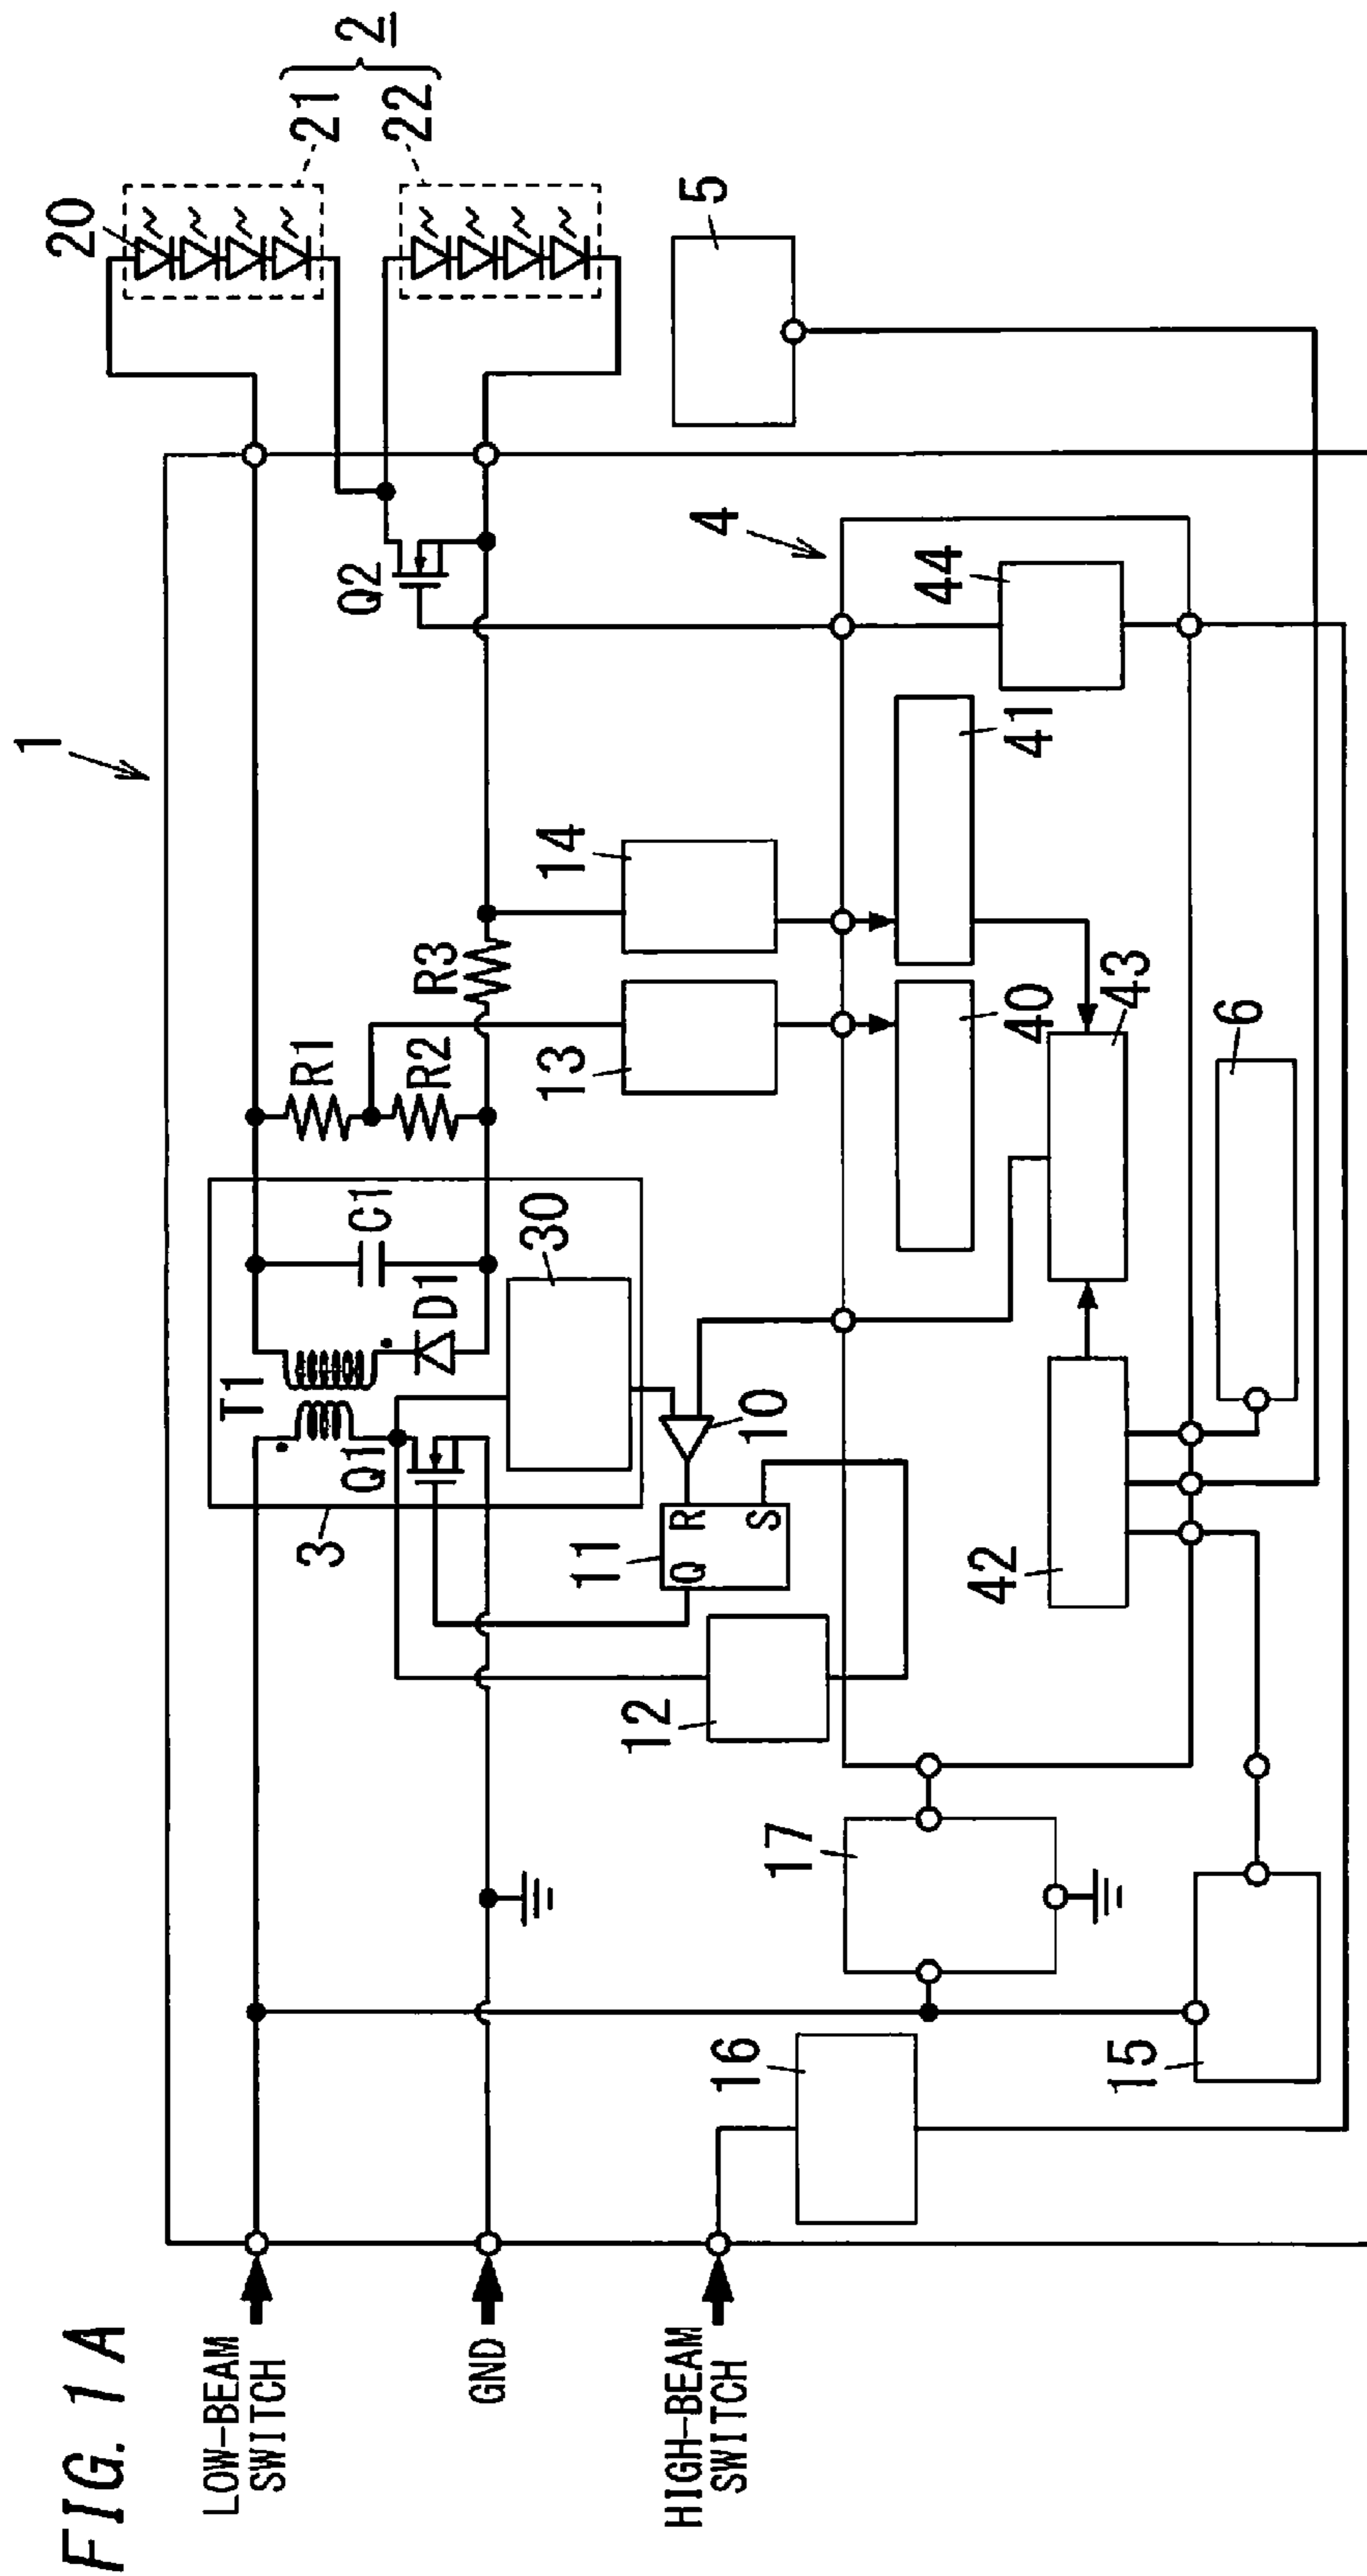 FIG. 1 A
1
2
20
21
22
LOW-BEAM
SWITCH
GND
HIGH-BEAM
SWITCH
3
T1
Q1
C1
D1
30
R1
R2
R3
Q2
5
10
11
Q
R
S
12
13
14
4
44
41
40
43
42
6
17
16
15